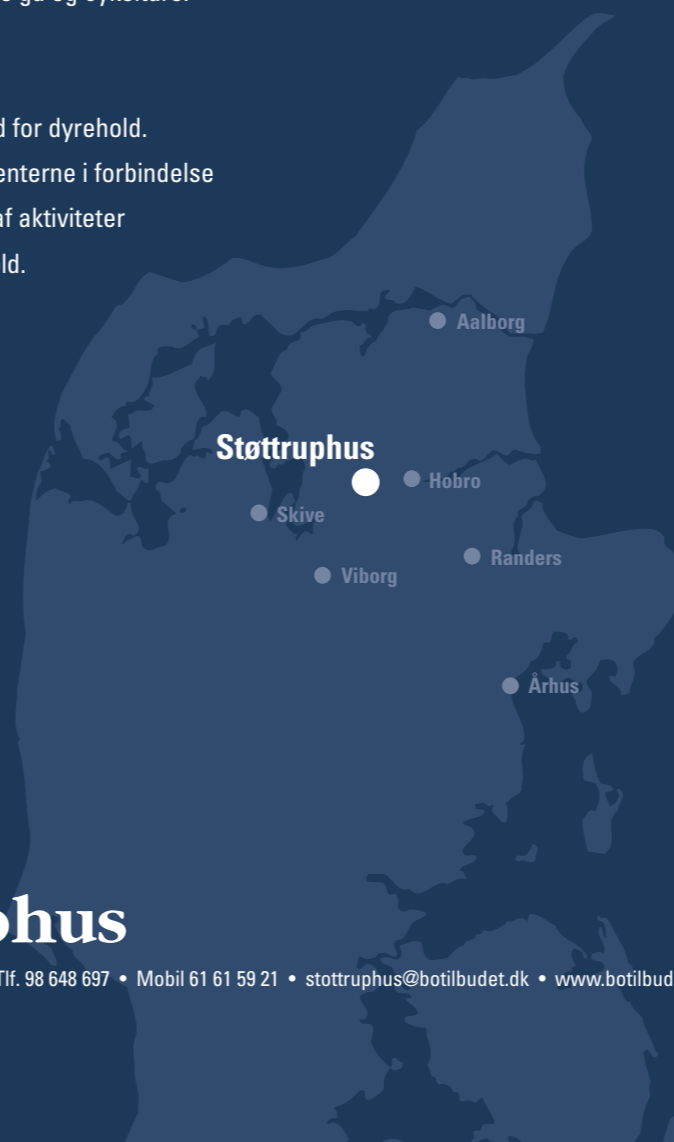 d for dyrehold.
enterne i forbindelse
af aktiviteter
ld.
Aalborg
Støttruphus
Hobro
Skive
Randers
Viborg
Århus
phus
Tlf. 98 648 697 • Mobil 61 61 59 21 • stottruphus@botilbudet.dk • www.botilbud